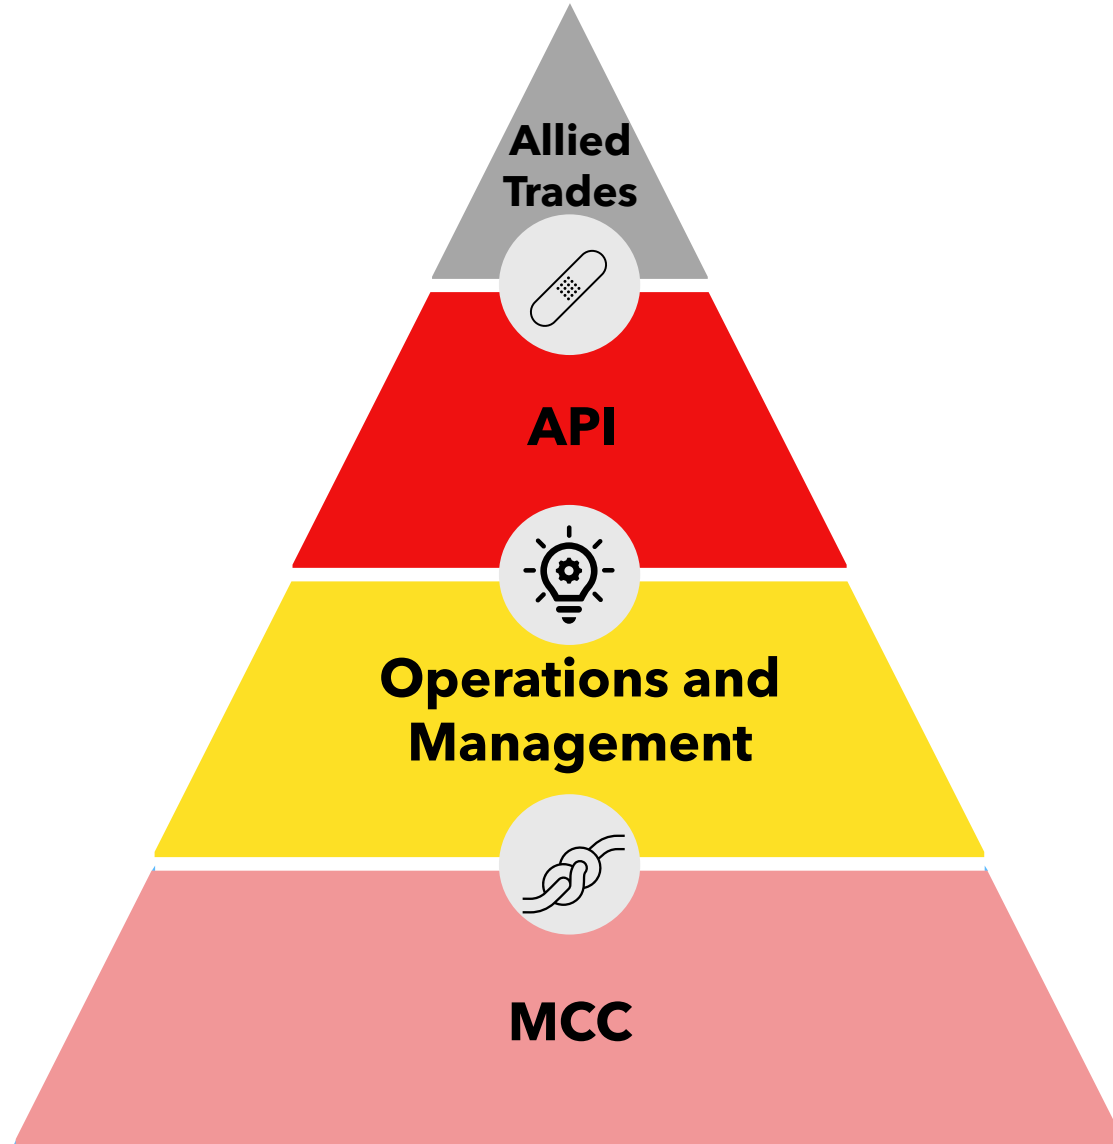 Allied
Trades
API
Operations and
Management
MCC